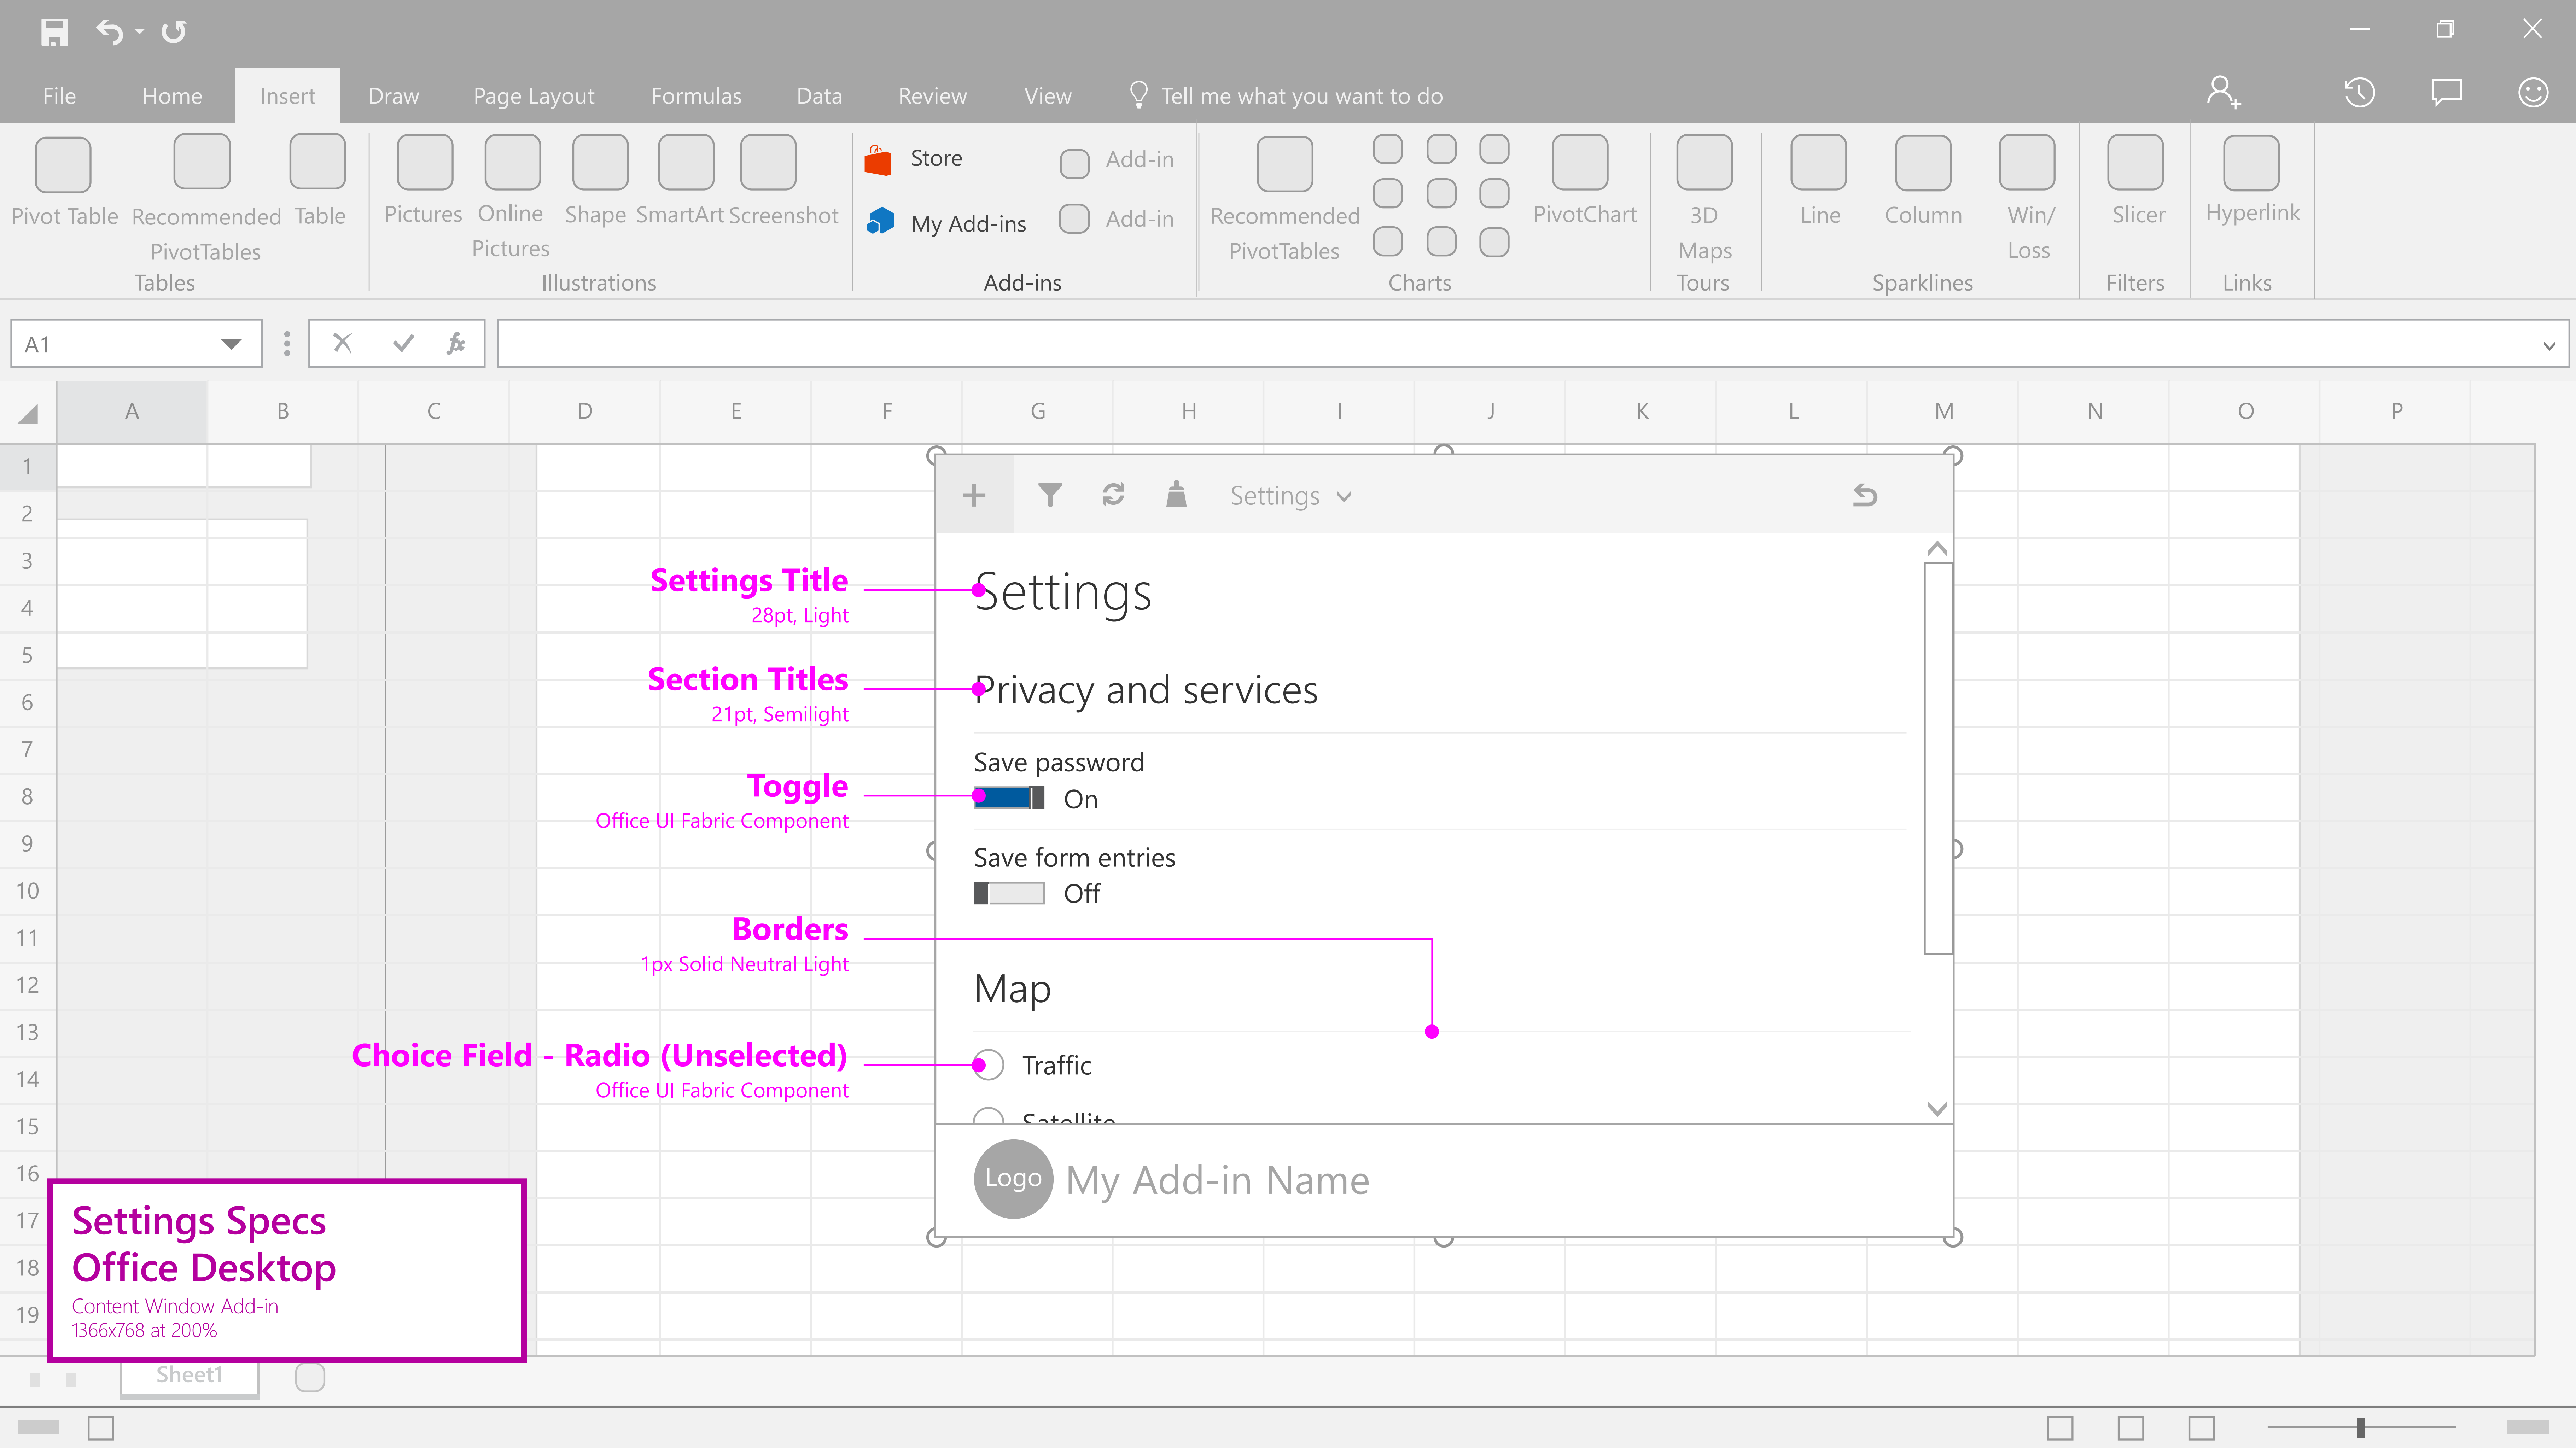 File Home Insert Draw Page Layout Formulas Data Review View Tell me what you want to do
Pivot Table
Recommended
PivotTables
Table
Tables
Pictures
Online
Pictures
Shape
SmartArt
Screenshot
Illustrations
Store
My Add-ins
Add-in
Add-in
Add-ins
Recommended
PivotTables
PivotChart
Charts
3D
Maps
Tours
Line
Column
Win/
Loss
Sparklines
Slicer
Filters
Hyperlink
Links
A1
fx
A B C D E F G H I J K L M N O P
1
2
3
4
5
6
7
8
9
10
11
12
13
14
15
16
17
18
19
Settings
Settings Title
28pt, Light
Settings
Section Titles
21pt, Semilight
Privacy and services
Save password
Toggle
Office UI Fabric Component
On
Save form entries
Off
Borders
1px Solid Neutral Light
Map
Choice Field - Radio (Unselected)
Office UI Fabric Component
Traffic
Satellite
Logo My Add-in Name
Settings Specs
Office Desktop
Content Window Add-in
1366x768 at 200%
Sheet1